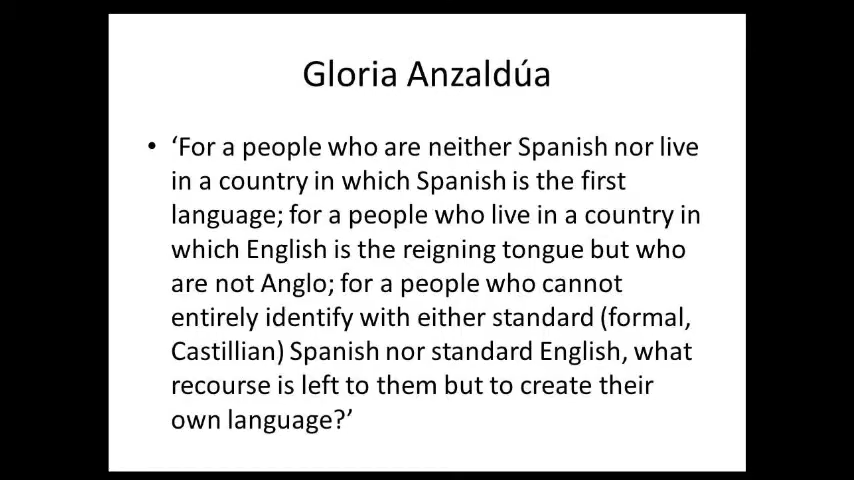 Gloria Anzaldúa
• ‘For a people who are neither Spanish nor live
in a country in which Spanish is the first
language; for a people who live in a country in
which English is the reigning tongue but who
are not Anglo; for a people who cannot
entirely identify with either standard (formal,
Castillian) Spanish nor standard English, what
recourse is left to them but to create their
own language?’